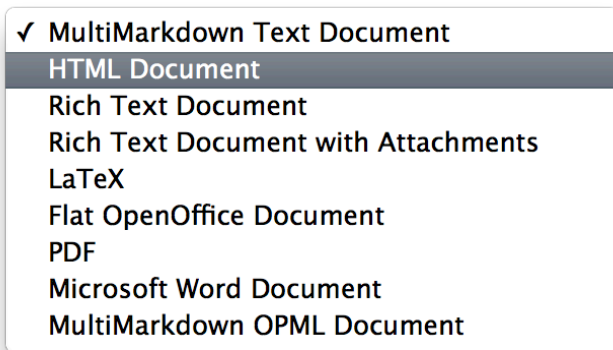 ✓ MultiMarkdown Text Document
HTML Document
Rich Text Document
Rich Text Document with Attachments
LaTeX
Flat OpenOffice Document
PDF
Microsoft Word Document
MultiMarkdown OPML Document